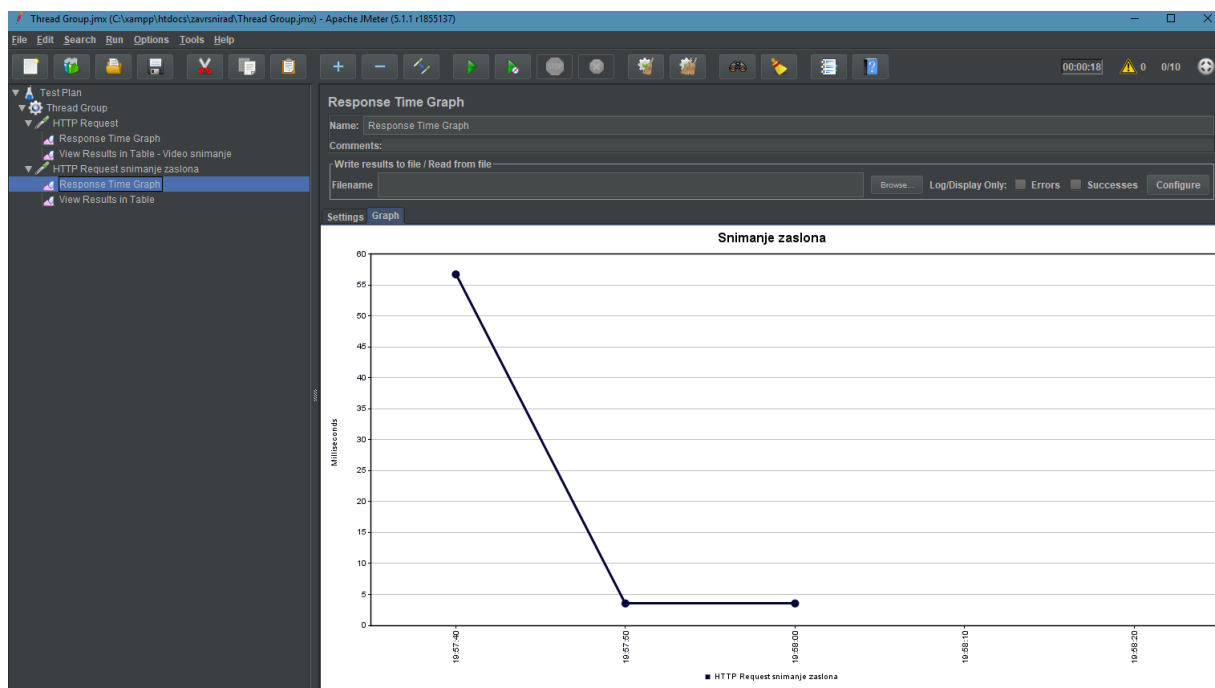 Thread Group.jmx (C:\xampp\htdocs\zavrsnirad\Thread Group.jmx) - Apache JMeter (5.1.1 r1855137)
File Edit Search Run Options Tools Help
00:00:18 0 0/10
Test Plan
Thread Group
HTTP Request
Response Time Graph
View Results in Table - Video snimanje
HTTP Request snimanje zaslona
Response Time Graph
View Results in Table
Response Time Graph
Name: Response Time Graph
Comments:
Write results to file / Read from file
Filename Browse... Log/Display Only: Errors Successes Configure
Settings Graph
Snimanje zaslona
60
55
50
45
40
35
30
25
20
15
10
5
0
Milliseconds
19:57:40 19:57:50 19:58:00 19:58:10 19:58:20
HTTP Request snimanje zaslona